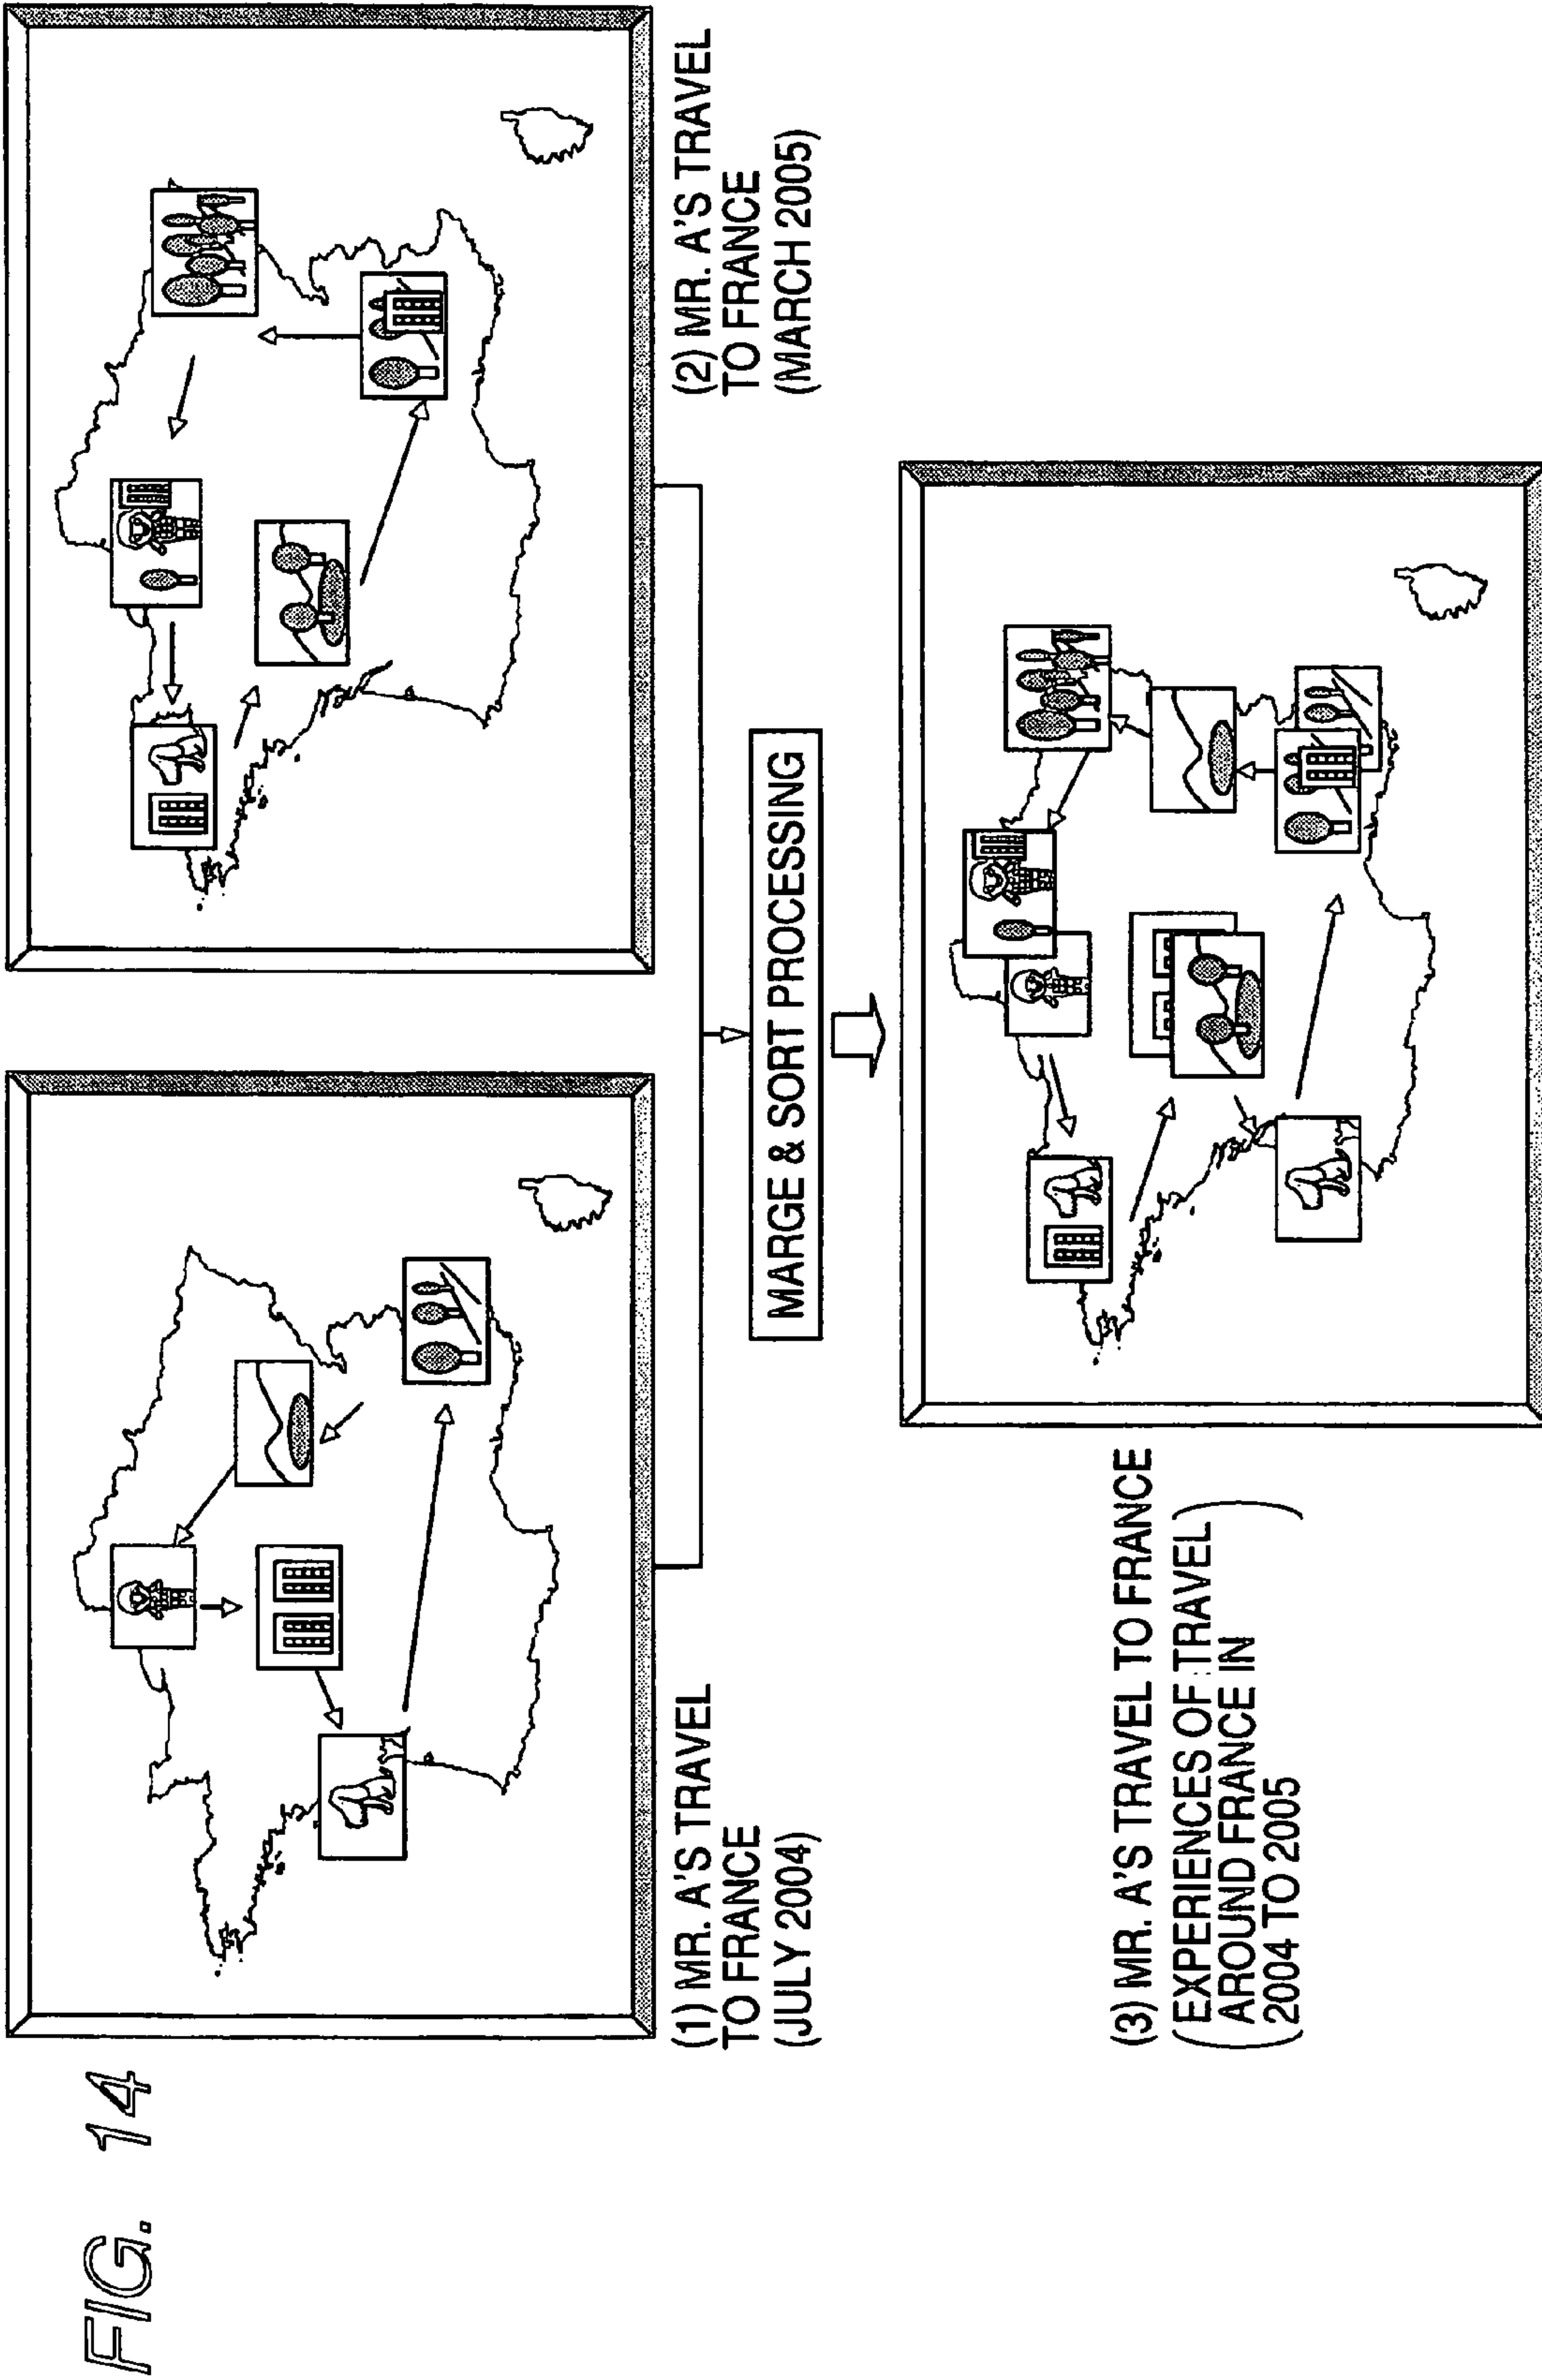 FIG. 14
(1) MR. A'S TRAVEL
TO FRANCE
(JULY 2004)
(2) MR. A'S TRAVEL
TO FRANCE
(MARCH 2005)
MARGE & SORT PROCESSING
(3) MR. A'S TRAVEL TO FRANCE
(EXPERIENCES OF TRAVEL
AROUND FRANCE IN
2004 TO 2005)